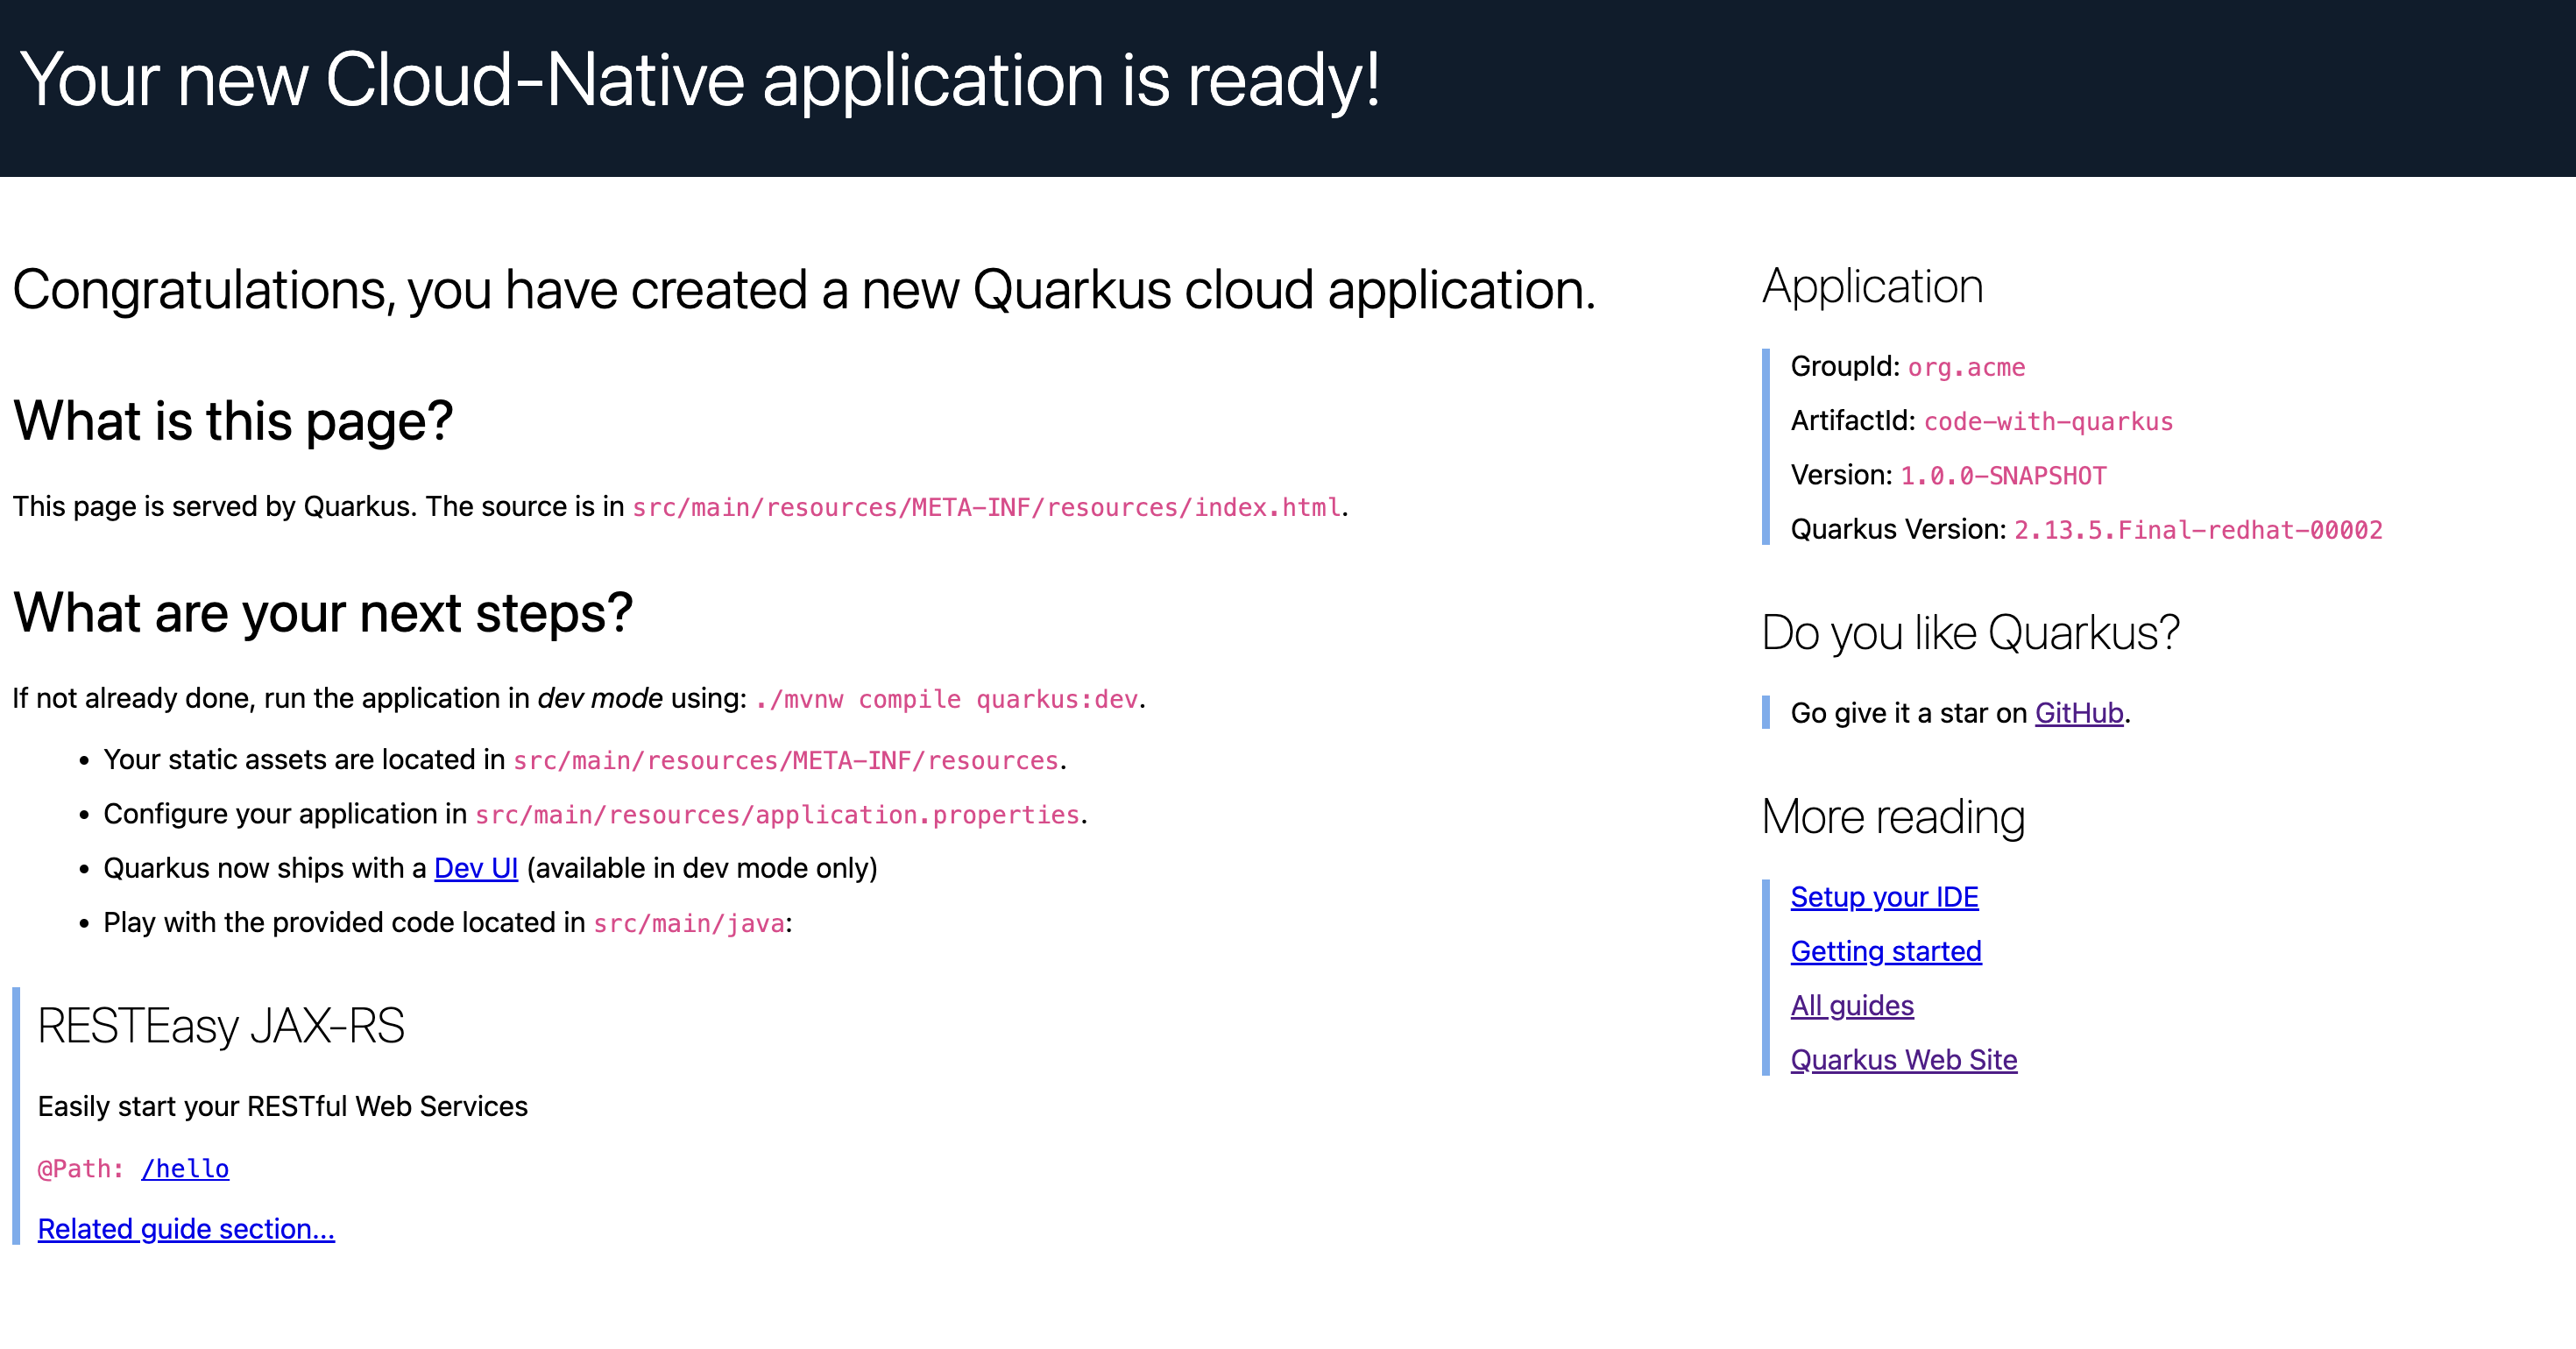 Your new Cloud-Native application is ready!
Congratulations, you have created a new Quarkus cloud application.
What is this page?
This page is served by Quarkus. The source is in src/main/resources/META-INF/resources/index.html.
What are your next steps?
If not already done, run the application in dev mode using: ./mvnw compile quarkus:dev.
• Your static assets are located in src/main/resources/META-INF/resources.
• Configure your application in src/main/resources/application.properties.
• Quarkus now ships with a Dev UI (available in dev mode only)
• Play with the provided code located in src/main/java:
RESTEasy JAX-RS
Easily start your RESTful Web Services
@Path: /hello
Related guide section...
Application
GroupId: org.acme
ArtifactId: code-with-quarkus
Version: 1.0.0-SNAPSHOT
Quarkus Version: 2.13.5.Final-redhat-00002
Do you like Quarkus?
Go give it a star on GitHub.
More reading
Setup your IDE
Getting started
All guides
Quarkus Web Site